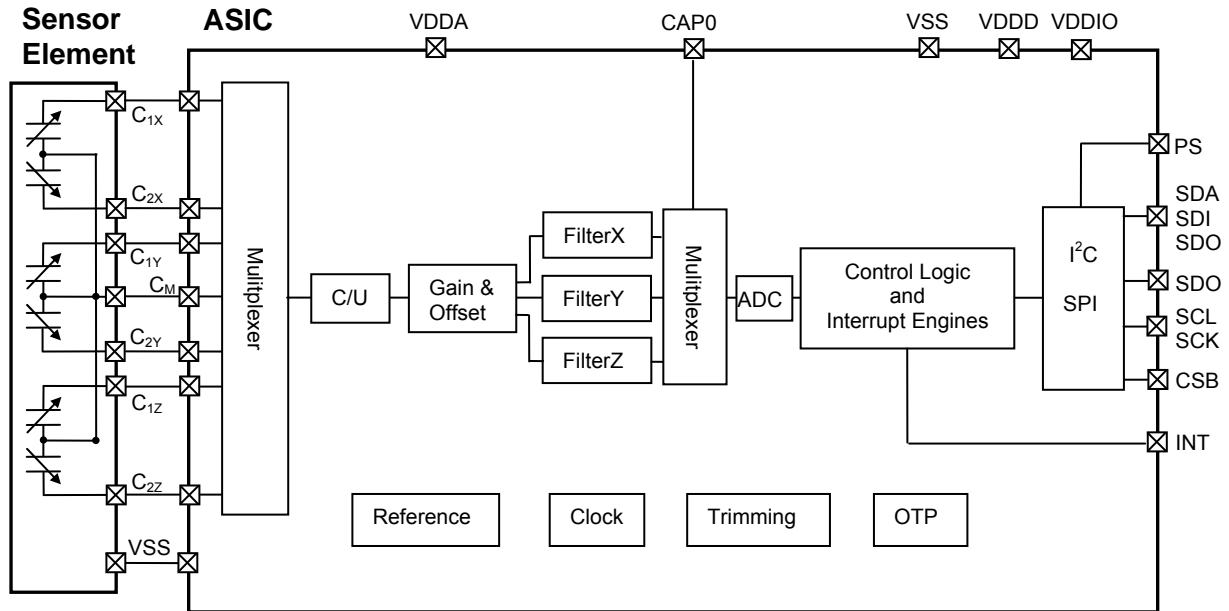 Sensor
Element
ASIC
VDDA
CAP0
VSS
VDDD
VDDIO
C1X
C2X
C1Y
CM
C2Y
C1Z
C2Z
VSS
Mulitplexer
C/U
Gain &
Offset
FilterX
FilterY
FilterZ
Mulitplexer
ADC
Control Logic
and
Interrupt Engines
I²C
SPI
PS
SDA
SDI
SDO
SDO
SCL
SCK
CSB
INT
Reference
Clock
Trimming
OTP